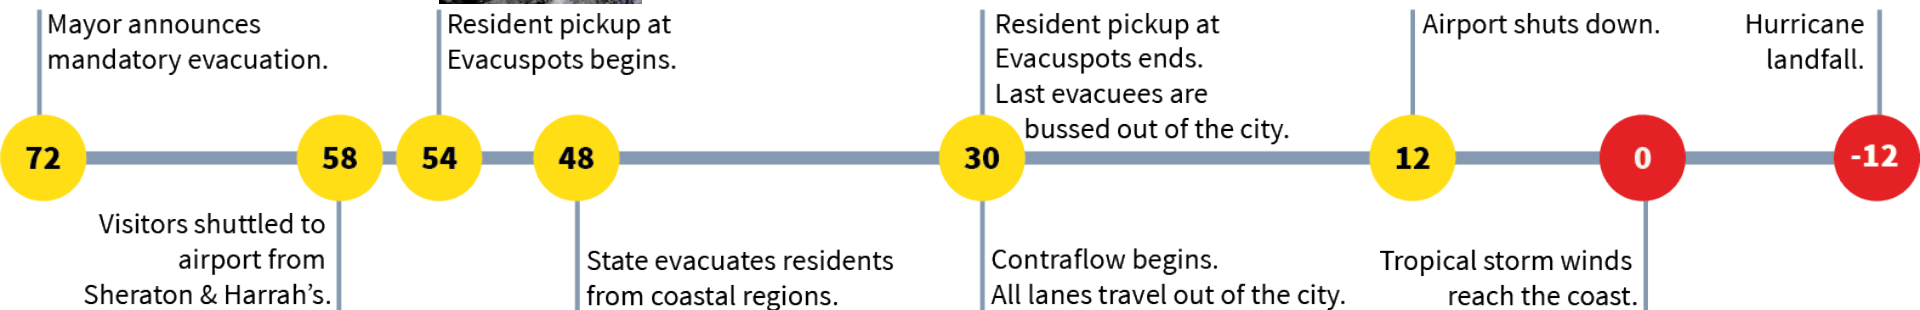 Mayor announces
mandatory evacuation.
Resident pickup at
Evacuspots begins.
Resident pickup at
Evacuspots ends.
Last evacuees are
bussed out of the city.
Airport shuts down.
Hurricane
landfall.
72
58
54
48
30
12
0
-12
Visitors shuttled to
airport from
Sheraton & Harrah’s.
State evacuates residents
from coastal regions.
Contraflow begins.
All lanes travel out of the city.
Tropical storm winds
reach the coast.